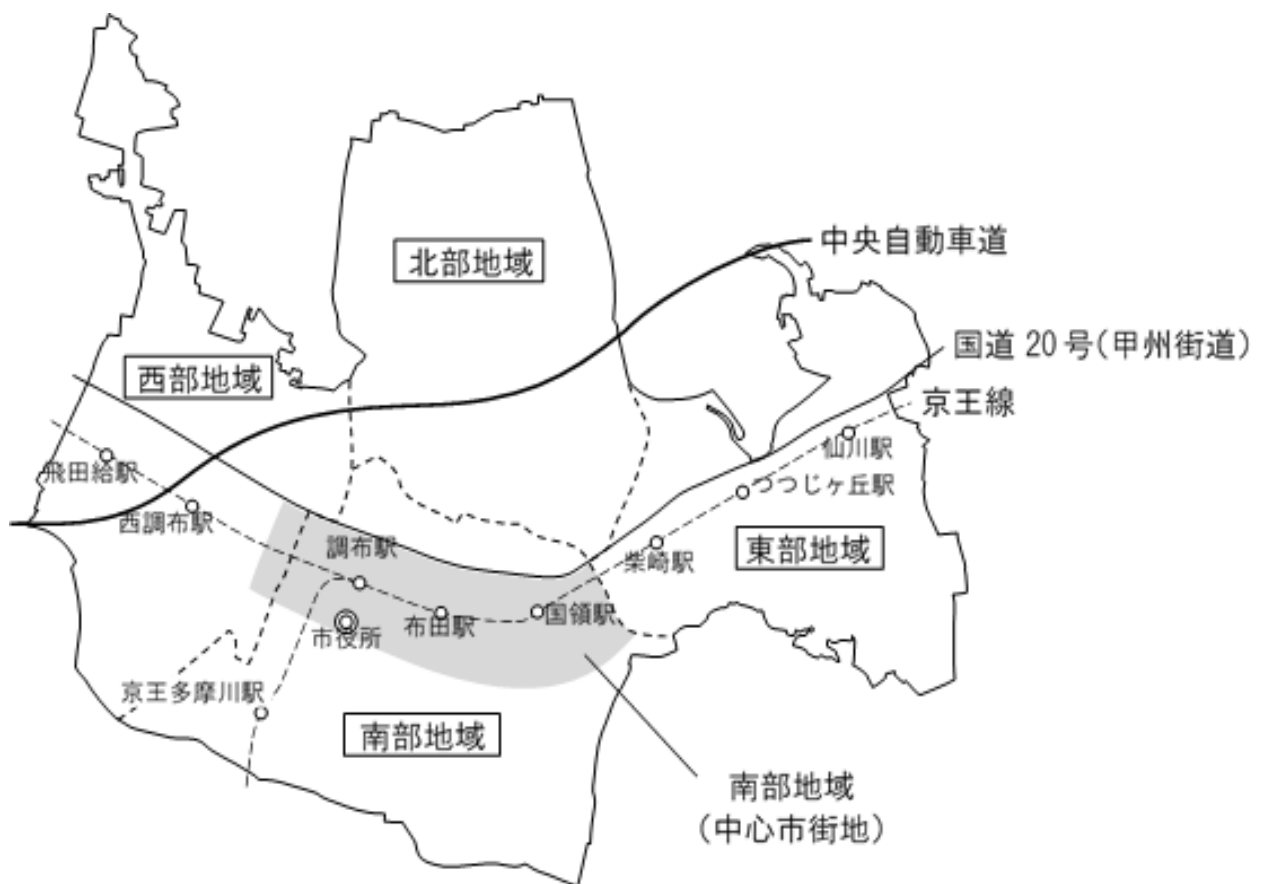 中央自動車道
北部地域
国道20号(甲州街道)
西部地域
京王線
仙川駅
飛田給駅
つつじヶ丘駅
西調布駅
調布駅
柴崎駅
東部地域
布田駅
国領駅
市役所
京王多摩川駅
南部地域
南部地域
(中心市街地)